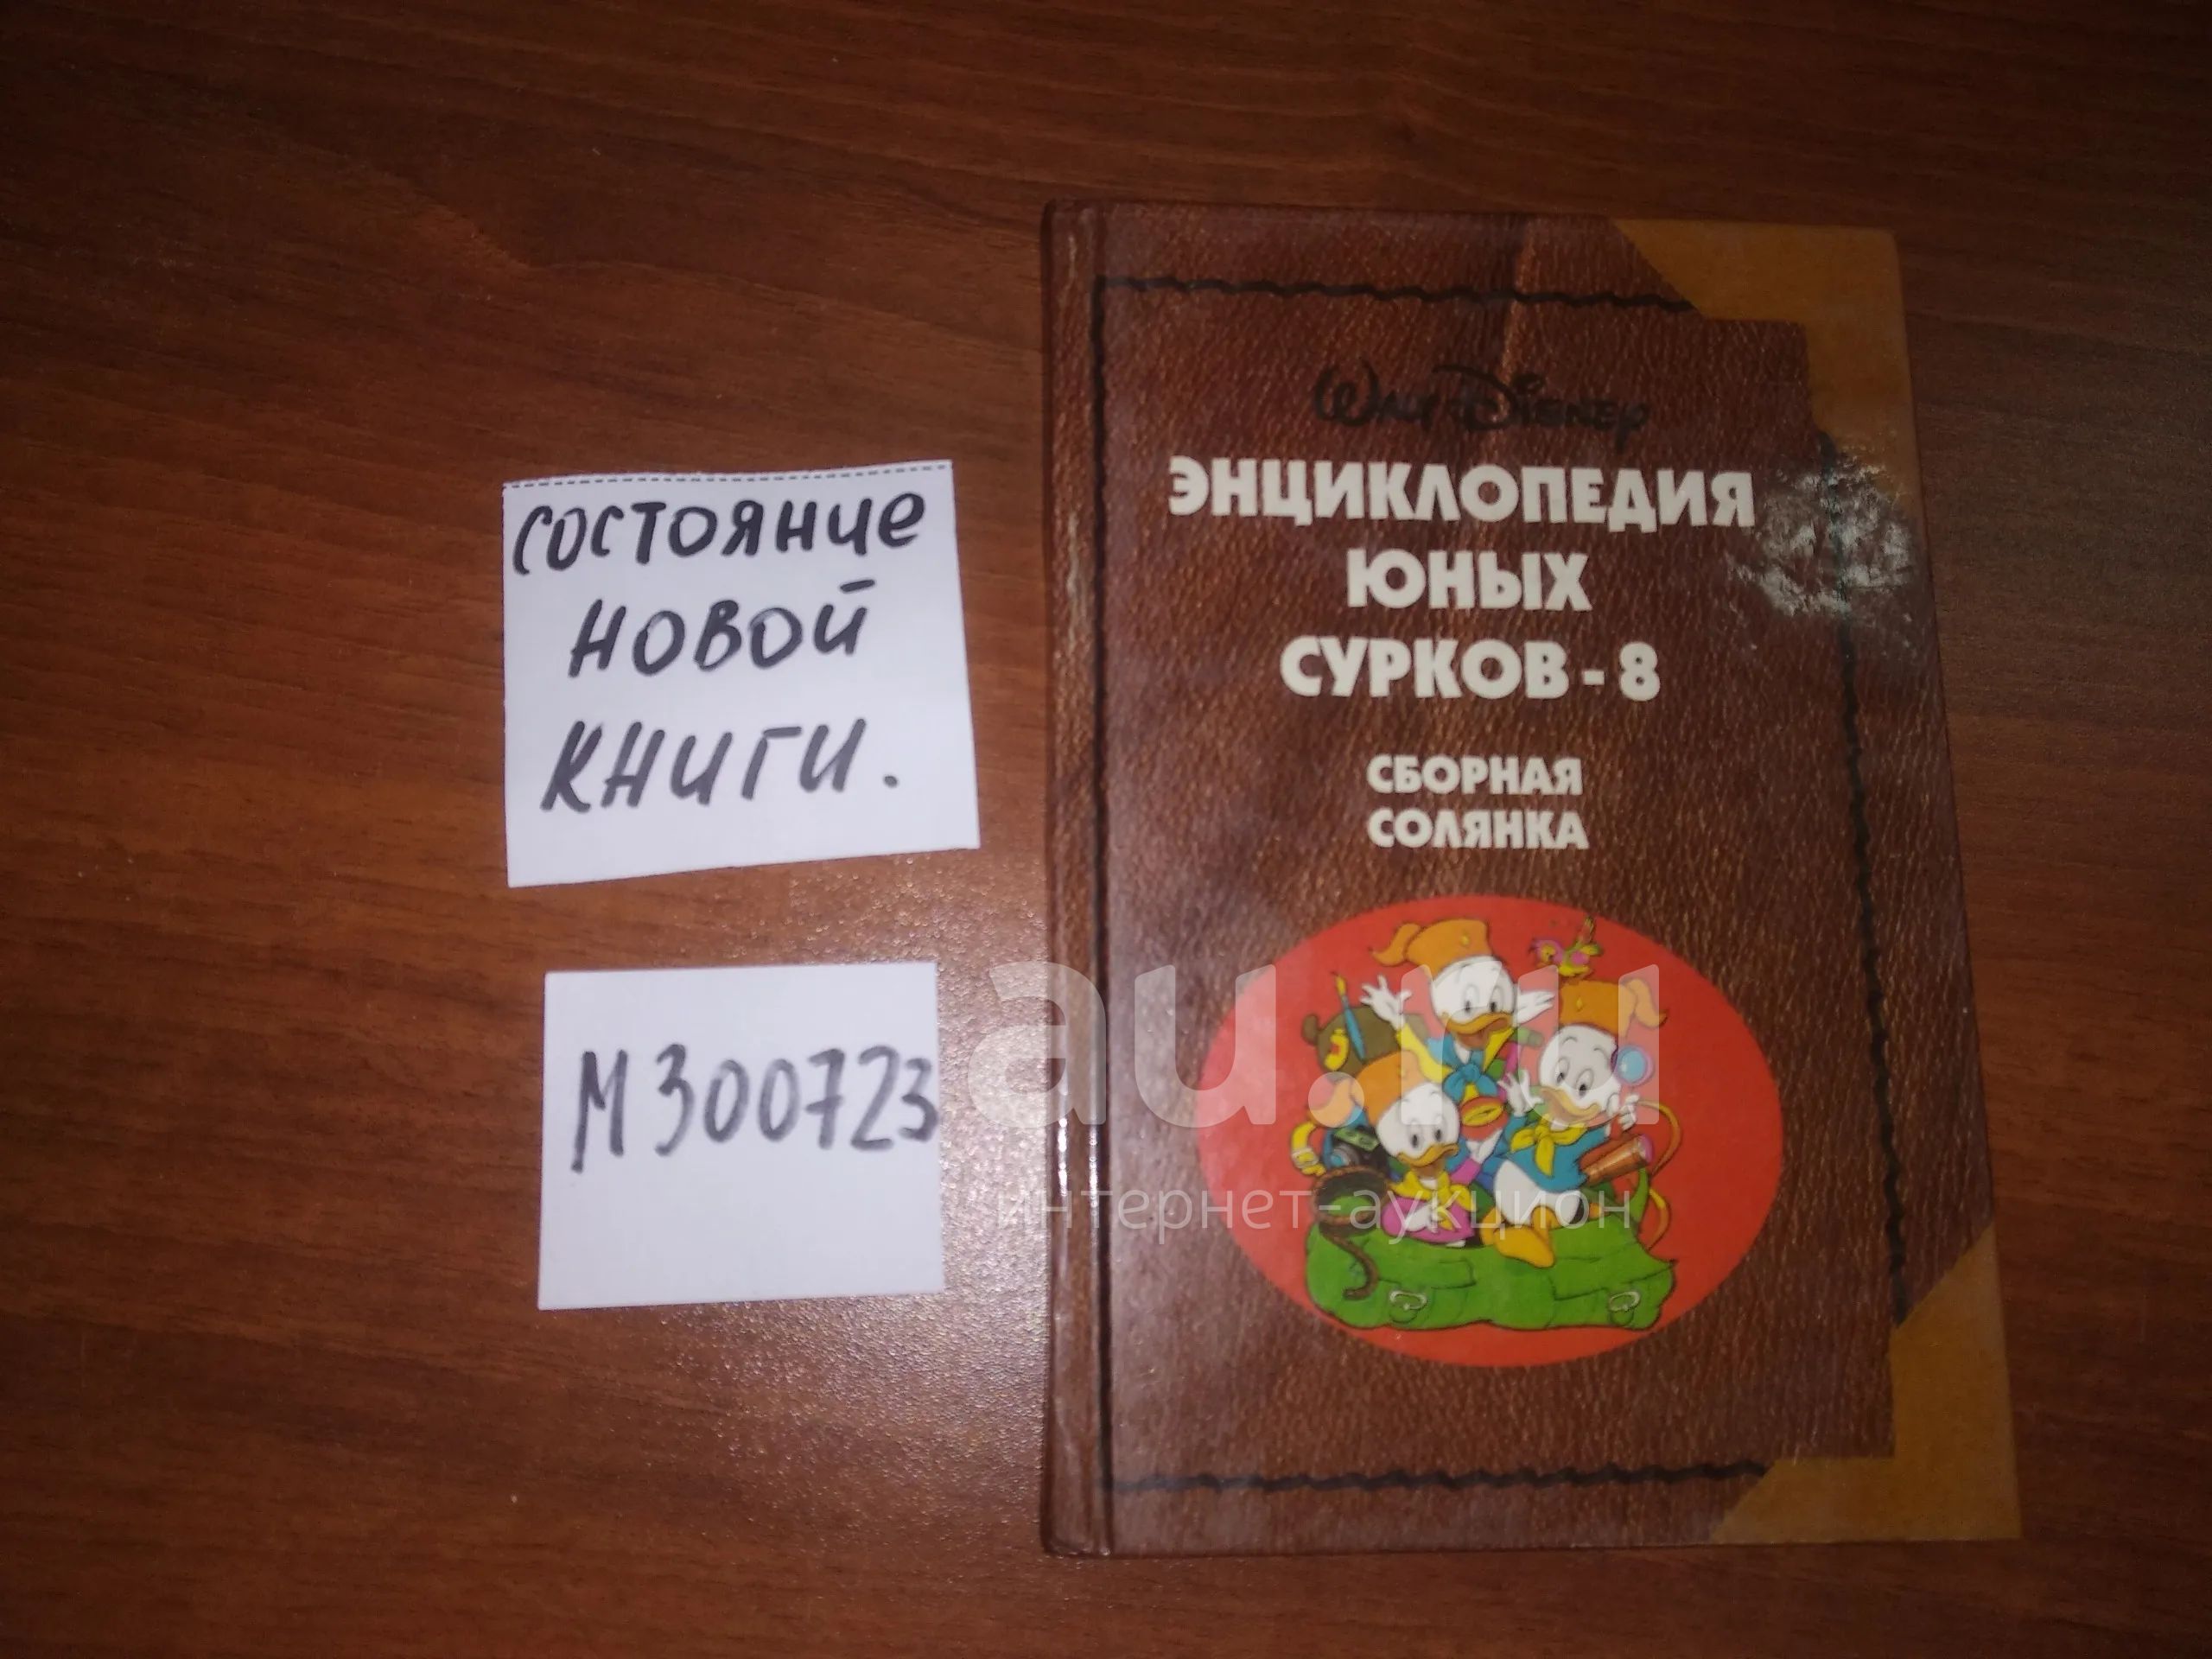 СОСТОЯНИЕ
НОВОЙ
КНИГИ.
М300723
Walt Disney
ЭНЦИКЛОПЕДИЯ
ЮНЫХ
СУРКОВ - 8
СБОРНАЯ
СОЛЯНКА
au.ru
интернет-аукцион